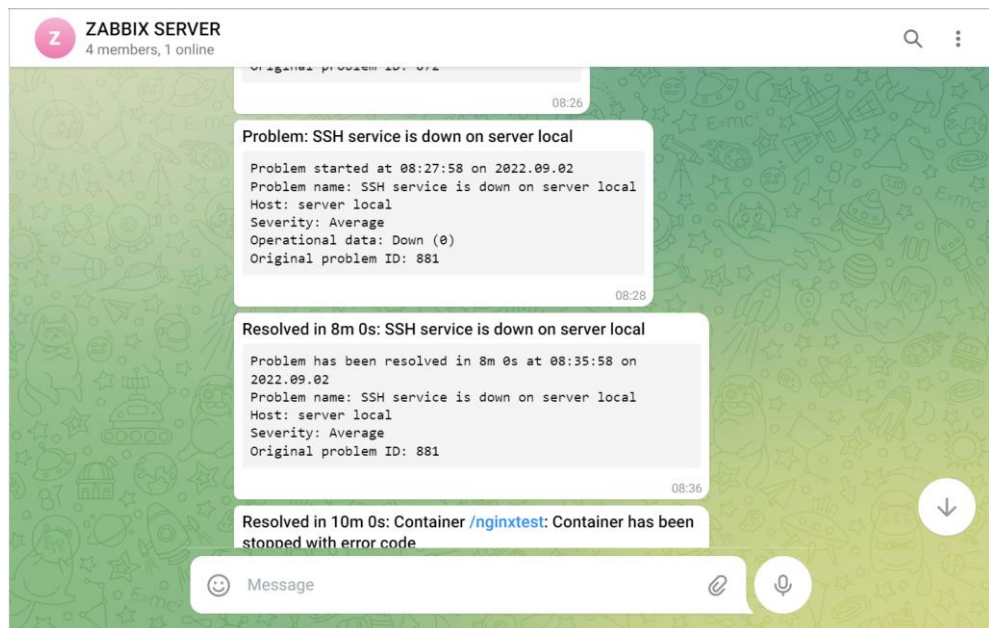 Z
ZABBIX SERVER
4 members, 1 online
Original problem ID: 872
08:26
Problem: SSH service is down on server local
Problem started at 08:27:58 on 2022.09.02
Problem name: SSH service is down on server local
Host: server local
Severity: Average
Operational data: Down (0)
Original problem ID: 881
08:28
Resolved in 8m 0s: SSH service is down on server local
Problem has been resolved in 8m 0s at 08:35:58 on
2022.09.02
Problem name: SSH service is down on server local
Host: server local
Severity: Average
Original problem ID: 881
08:36
Resolved in 10m 0s: Container /nginxtest: Container has been
stopped with error code
Message